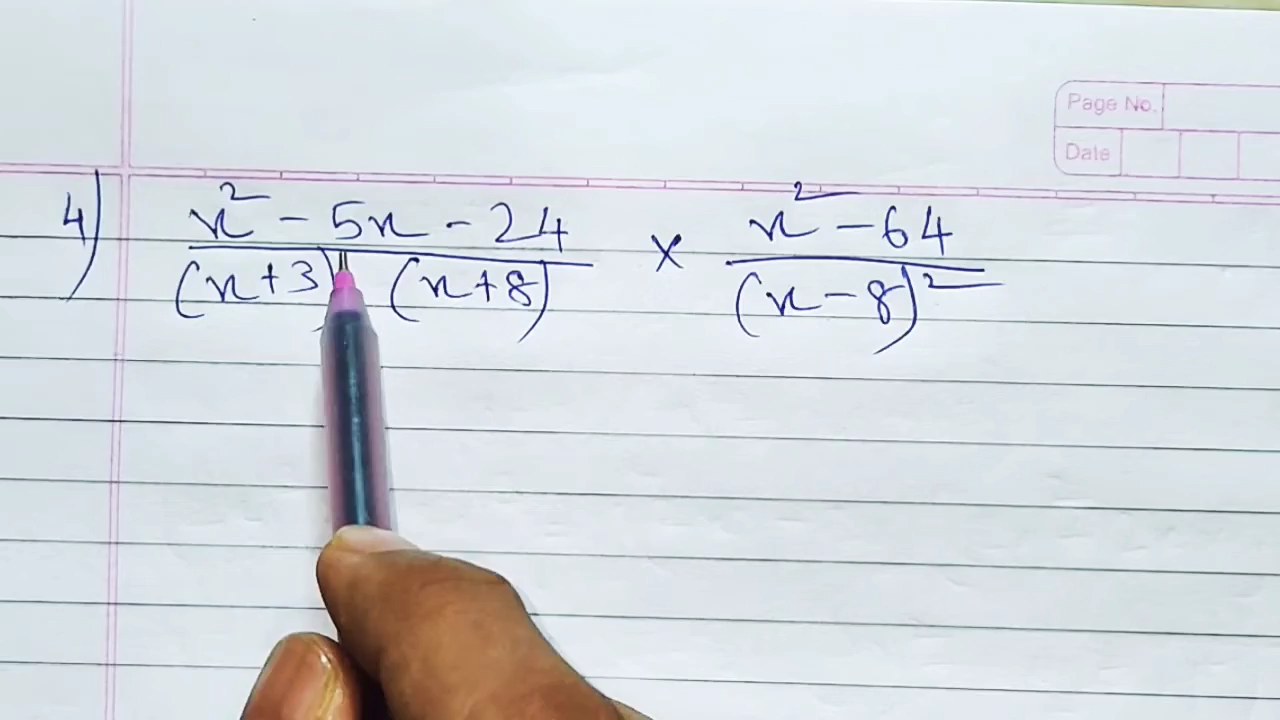 Page No.
Date
4) x² - 5x - 24 × x² - 64
(x+3) (x+8) (x-8)²